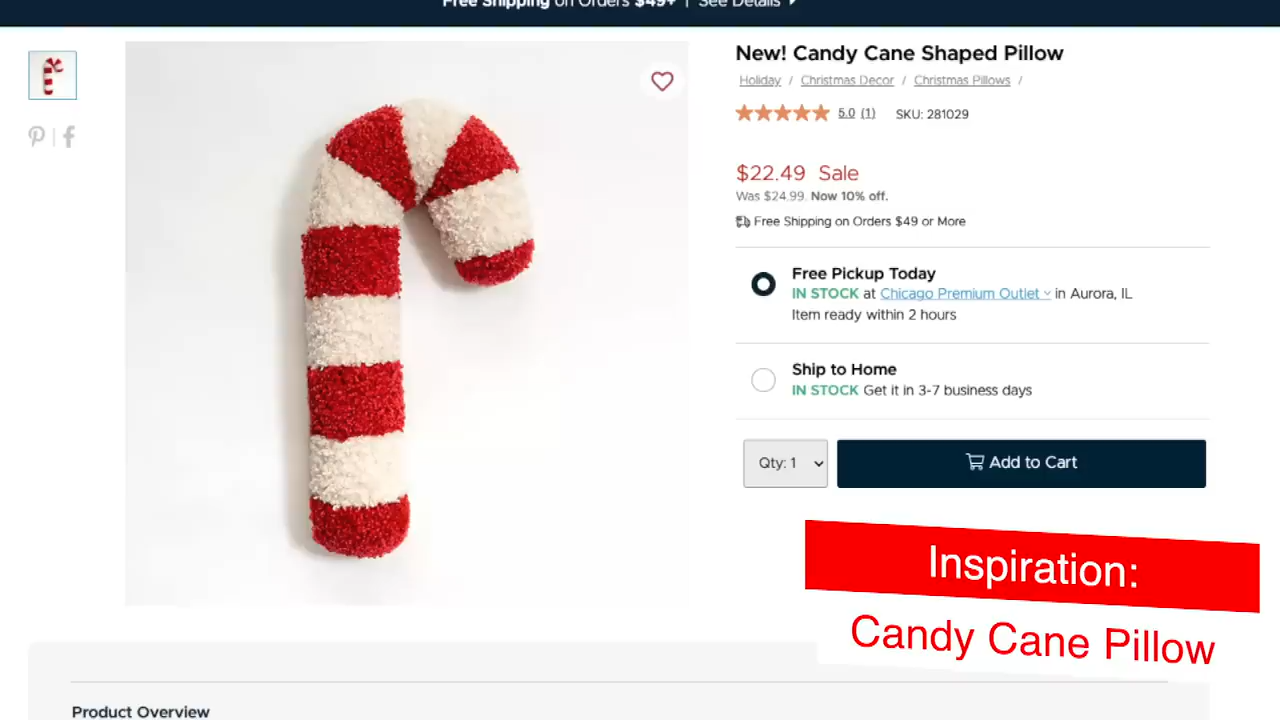 Free Shipping on Orders $49+ | See Details
New! Candy Cane Shaped Pillow
Holiday / Christmas Decor / Christmas Pillows /
5.0 (1) SKU: 281029
$22.49 Sale
Was $24.99. Now 10% off.
Free Shipping on Orders $49 or More
Free Pickup Today
IN STOCK at Chicago Premium Outlet in Aurora, IL
Item ready within 2 hours
Ship to Home
IN STOCK Get it in 3-7 business days
Qty: 1
Add to Cart
Inspiration:
Candy Cane Pillow
Product Overview